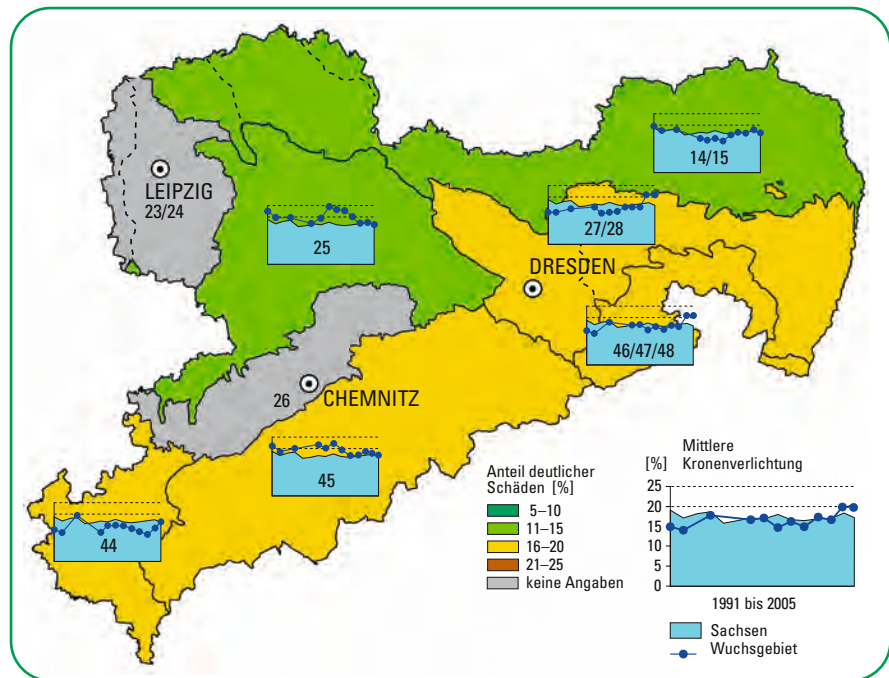 14/15
LEIPZIG
23/24
25
27/28
DRESDEN
46/47/48
26
CHEMNITZ
45
44
Anteil deutlicher
Schäden [%]
5–10
11–15
16–20
21–25
keine Angaben
Mittlere
[%] Kronenverlichtung
25
20
15
10
5
0
1991 bis 2005
Sachsen
Wuchsgebiet